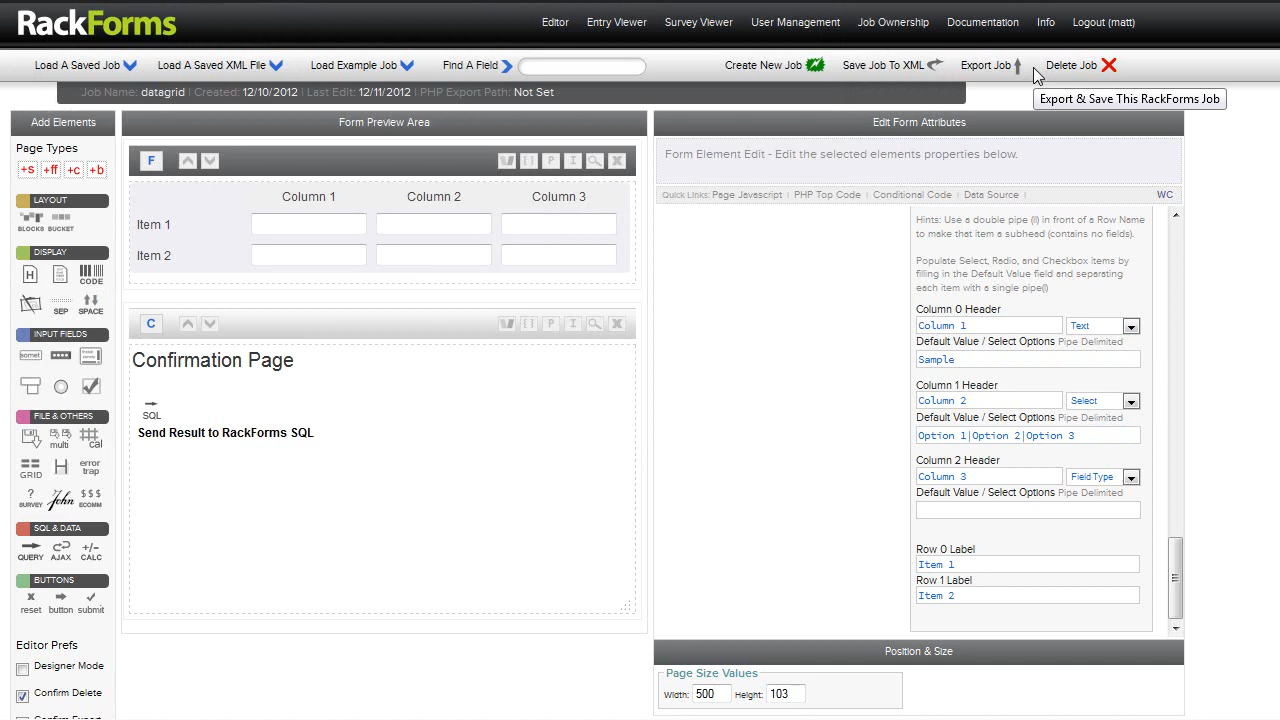 RackForms
Editor Entry Viewer Survey Viewer User Management Job Ownership Documentation Info Logout (matt)
Load A Saved Job Load A Saved XML File Load Example Job Find A Field Create New Job Save Job To XML Export Job Delete Job
Export & Save This RackForms Job
Job Name: datagrid | Created: 12/10/2012 | Last Edit: 12/11/2012 | PHP Export Path: Not Set
Add Elements
Page Types
+s +ff +c +b
LAYOUT
BLOCKS BUCKET
DISPLAY
H CODE
SEP SPACE
INPUT FIELDS
somet
FILE & OTHERS
multi cal
GRID H error trap
? SURVEY John $$$ ECOMM
SQL & DATA
QUERY AJAX +/- CALC
BUTTONS
reset button submit
Editor Prefs
Designer Mode
Confirm Delete
Confirm Export
Form Preview Area
F P I X
Column 1 Column 2 Column 3
Item 1
Item 2
C P I X
Confirmation Page
SQL
Send Result to RackForms SQL
Edit Form Attributes
Form Element Edit - Edit the selected elements properties below.
Quick Links: Page Javascript | PHP Top Code | Conditional Code | Data Source | WC
Hints: Use a double pipe (||) in front of a Row Name
to make that item a subhead (contains no fields).
Populate Select, Radio, and Checkbox items by
filling in the Default Value field and separating
each item with a single pipe(|)
Column 0 Header
Column 1 Text
Default Value / Select Options Pipe Delimited
Sample
Column 1 Header
Column 2 Select
Default Value / Select Options Pipe Delimited
Option 1|Option 2|Option 3
Column 2 Header
Column 3 Field Type
Default Value / Select Options Pipe Delimited
Row 0 Label
Item 1
Row 1 Label
Item 2
Position & Size
Page Size Values
Width: 500 Height: 103